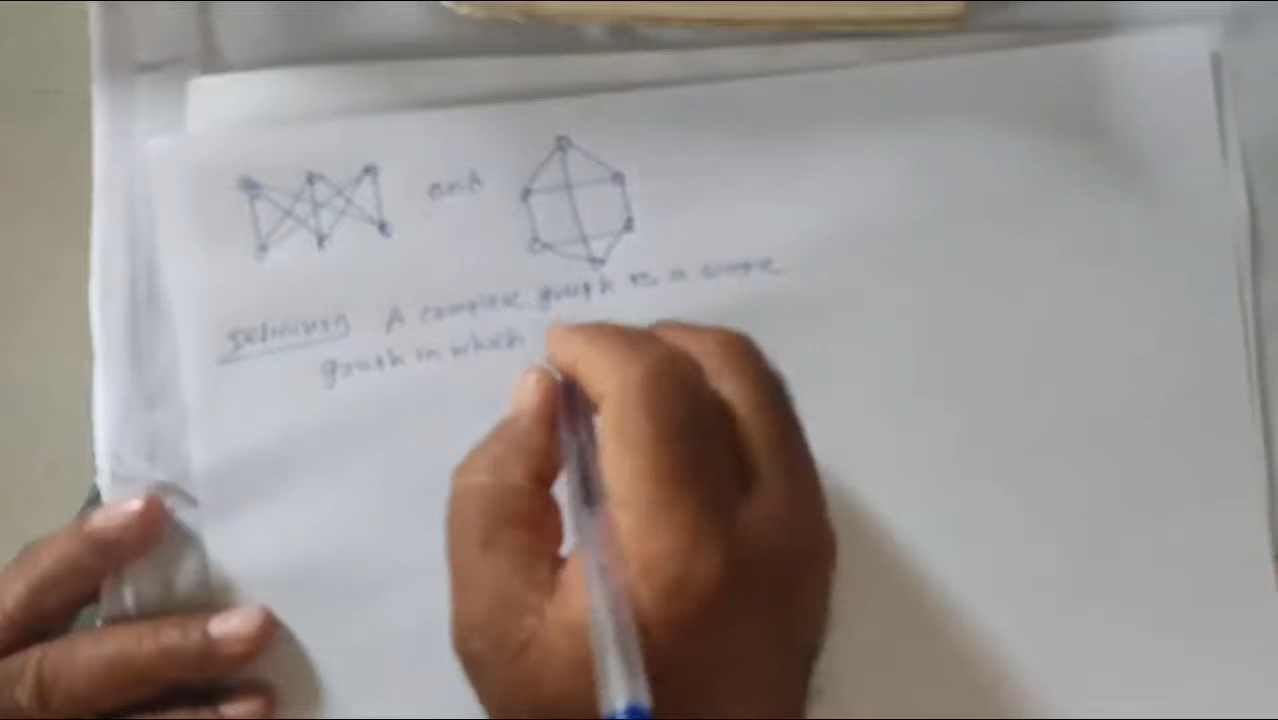 and
Definition A complete graph is a simple
graph in which